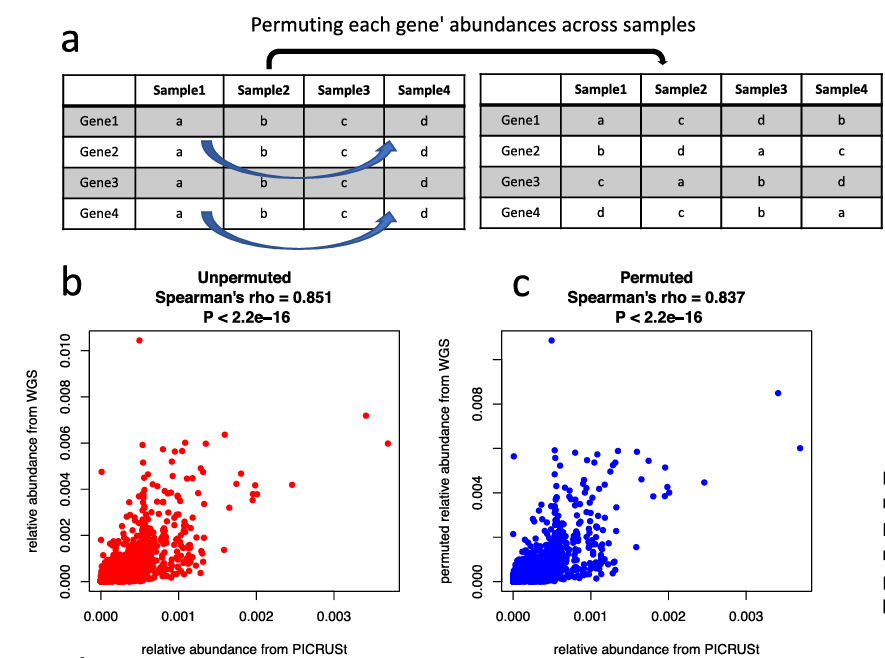 a
Permuting each gene' abundances across samples
Sample1 Sample2 Sample3 Sample4
Gene1 a b c d
Gene2 a b c d
Gene3 a b c d
Gene4 a b c d
Sample1 Sample2 Sample3 Sample4
Gene1 a c d b
Gene2 b d a c
Gene3 c a b d
Gene4 d c b a
b
Unpermuted
Spearman's rho = 0.851
P < 2.2e−16
relative abundance from WGS
0.010
0.008
0.006
0.004
0.002
0.000
0.000 0.001 0.002 0.003
relative abundance from PICRUSt
c
Permuted
Spearman's rho = 0.837
P < 2.2e−16
permuted relative abundance from WGS
0.008
0.004
0.000
0.000 0.001 0.002 0.003
relative abundance from PICRUSt